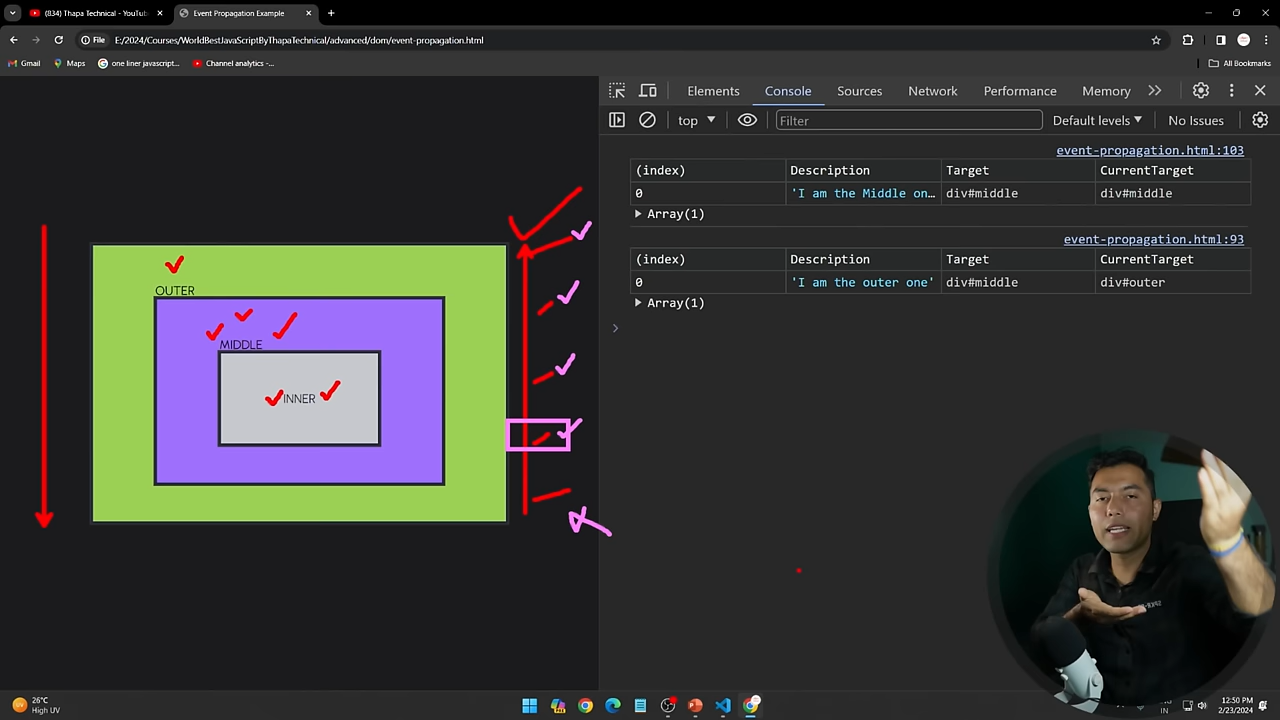 (834) Thapa Technical - YouTub
Event Propagation Example
File
E:/2024/Courses/WorldBestJavaScriptByThapaTechnical/advanced/dom/event-propagation.html
Gmail
Maps
one liner javascript...
Channel analytics -...
All Bookmarks
Elements
Console
Sources
Network
Performance
Memory
top
Filter
Default levels
No Issues
event-propagation.html:103
(index) Description Target CurrentTarget
0 'I am the Middle on… div#middle div#middle
Array(1)
event-propagation.html:93
(index) Description Target CurrentTarget
0 'I am the outer one' div#middle div#outer
Array(1)
OUTER
MIDDLE
INNER
26°C
High UV
IN
12:50 PM
2/23/2024